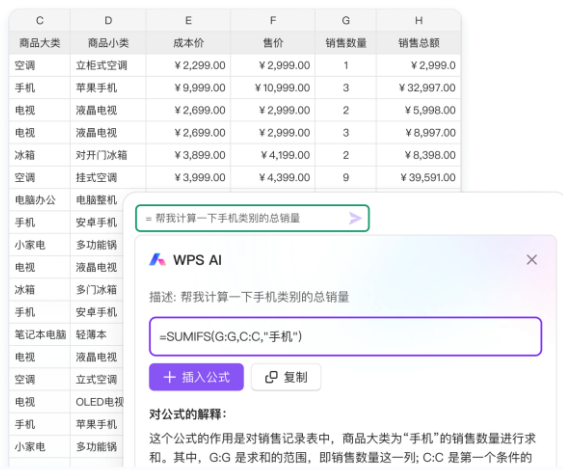 C D E F G H
商品大类 商品小类 成本价 售价 销售数量 销售总额
空调 立柜式空调 ¥2,299.00 ¥2,999.00 1 ¥2,999.0
手机 苹果手机 ¥9,999.00 ¥10,999.00 3 ¥32,997.00
电视 液晶电视 ¥2,699.00 ¥2,999.00 2 ¥5,998.00
电视 液晶电视 ¥2,699.00 ¥2,999.00 3 ¥8,997.00
冰箱 对开门冰箱 ¥3,899.00 ¥4,199.00 2 ¥8,398.00
空调 挂式空调 ¥3,999.00 ¥4,399.00 9 ¥39,591.00
电脑办公 电脑整机
手机 安卓手机
小家电 多功能锅
电视 液晶电视
冰箱 多门冰箱
手机 安卓手机
笔记本电脑 轻薄本
电视 液晶电视
空调 立式空调
电视 OLED电视
手机 苹果手机
小家电 多功能锅
= 帮我计算一下手机类别的总销量
WPS AI
描述: 帮我计算一下手机类别的总销量
=SUMIFS(G:G,C:C,"手机")
插入公式 复制
对公式的解释：
这个公式的作用是对销售记录表中，商品大类为“手机”的销售数量进行求
和。其中，G:G 是求和的范围，即销售数量这一列; C:C 是第一个条件的